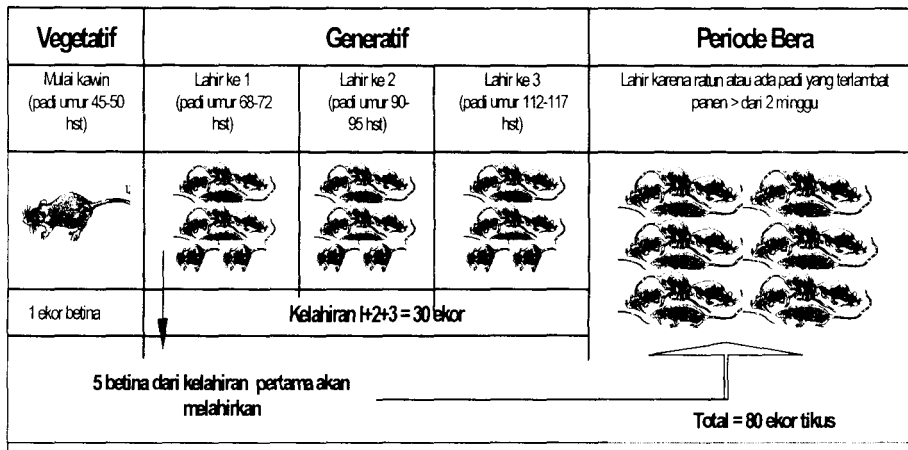 Vegetatif
Generatif
Periode Bera
Mulai kawin
(padi umur 45-50
hst)
Lahir ke 1
(padi umur 68-72
hst)
Lahir ke 2
(padi umur 90-
95 hst)
Lahir ke 3
(padi umur 112-117
hst)
Lahir karena ratun atau ada padi yang terlambat
panen > dari 2 minggu
1 ekor betina
Kelahiran I+2+3 = 30 ekor
5 betina dari kelahiran pertama akan
melahirkan
Total = 80 ekor tikus